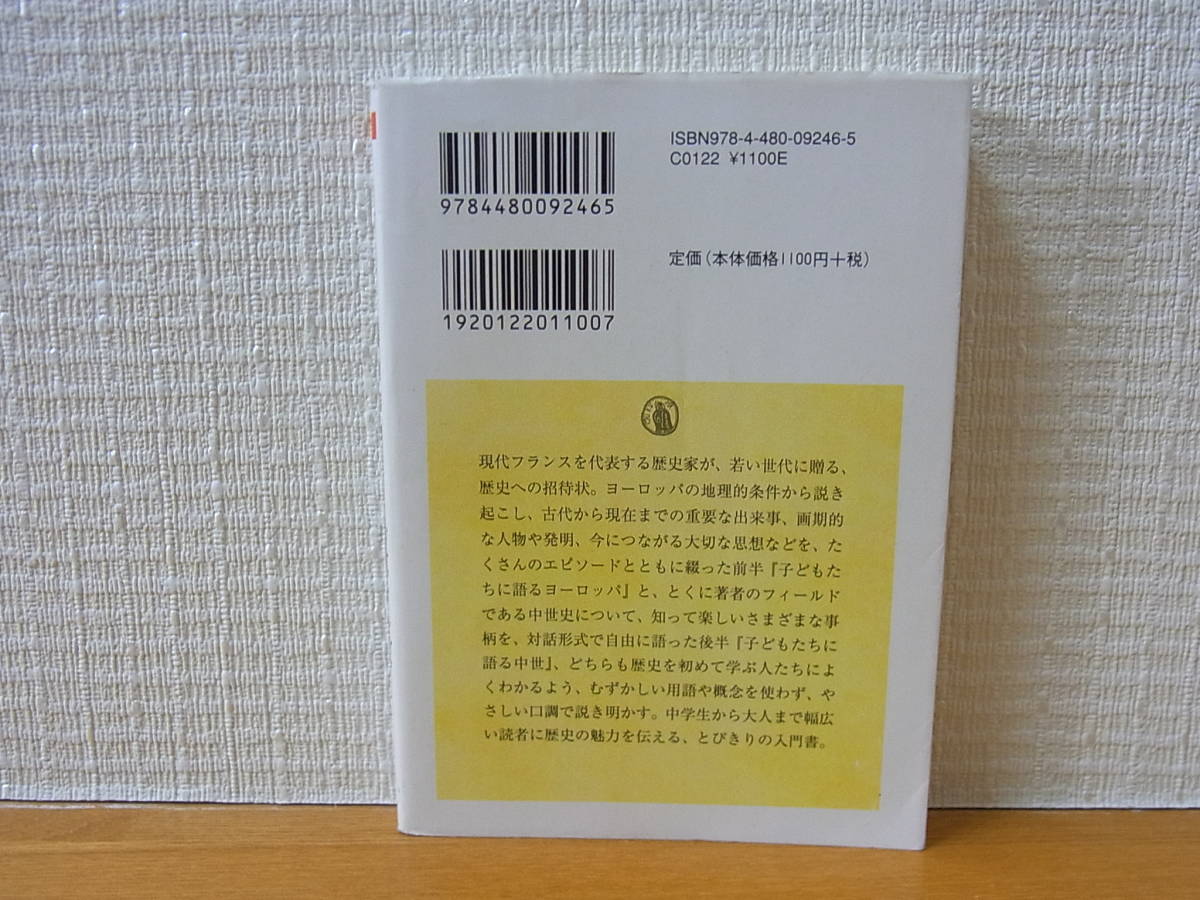 ISBN978-4-480-09246-5
C0122 ¥1100E
9784480092465
定価(本体価格1100円+税)
1920122011007
現代フランスを代表する歴史家が、若い世代に贈る、
歴史への招待状。ヨーロッパの地理的条件から説き
起こし、古代から現在までの重要な出来事、画期的
な人物や発明、今につながる大切な思想などを、た
くさんのエピソードとともに綴った前半『子どもた
ちに語るヨーロッパ』と、とくに著者のフィールド
である中世史について、知って楽しいさまざまな事
柄を、対話形式で自由に語った後半『子どもたちに
語る中世』、どちらも歴史を初めて学ぶ人たちによ
くわかるよう、むずかしい用語や概念を使わず、や
さしい口調で説き明かす。中学生から大人まで幅広
い読者に歴史の魅力を伝える、とびきりの入門書。